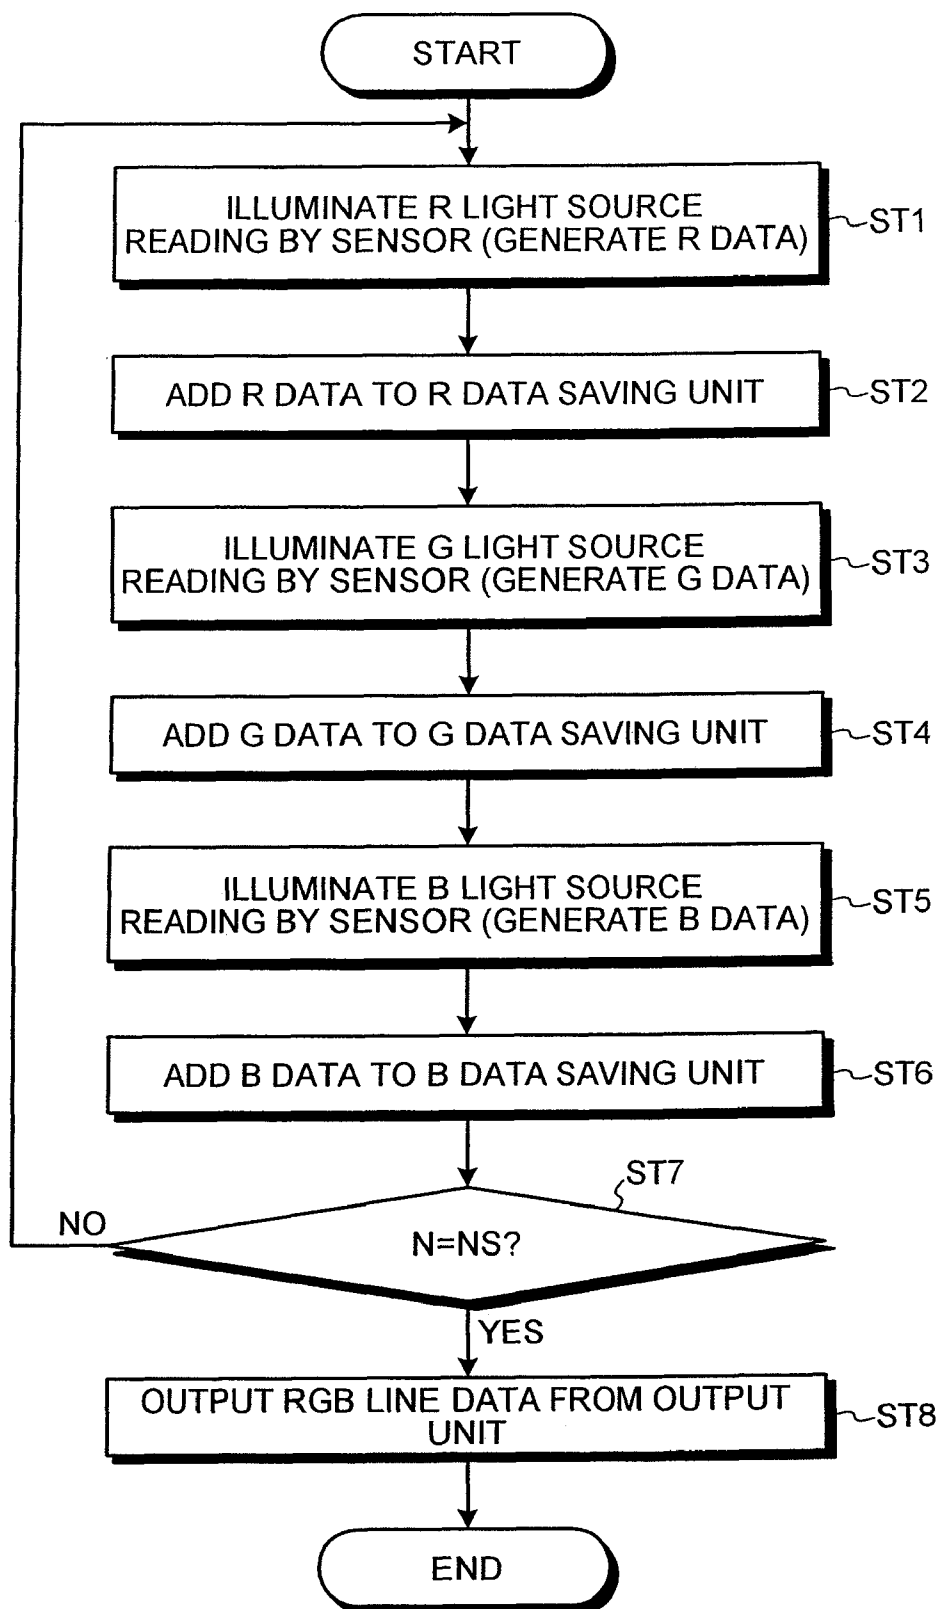 START
ILLUMINATE R LIGHT SOURCE
READING BY SENSOR (GENERATE R DATA)
ST1
ADD R DATA TO R DATA SAVING UNIT
ST2
ILLUMINATE G LIGHT SOURCE
READING BY SENSOR (GENERATE G DATA)
ST3
ADD G DATA TO G DATA SAVING UNIT
ST4
ILLUMINATE B LIGHT SOURCE
READING BY SENSOR (GENERATE B DATA)
ST5
ADD B DATA TO B DATA SAVING UNIT
ST6
ST7
NO
N=NS?
YES
OUTPUT RGB LINE DATA FROM OUTPUT
UNIT
ST8
END